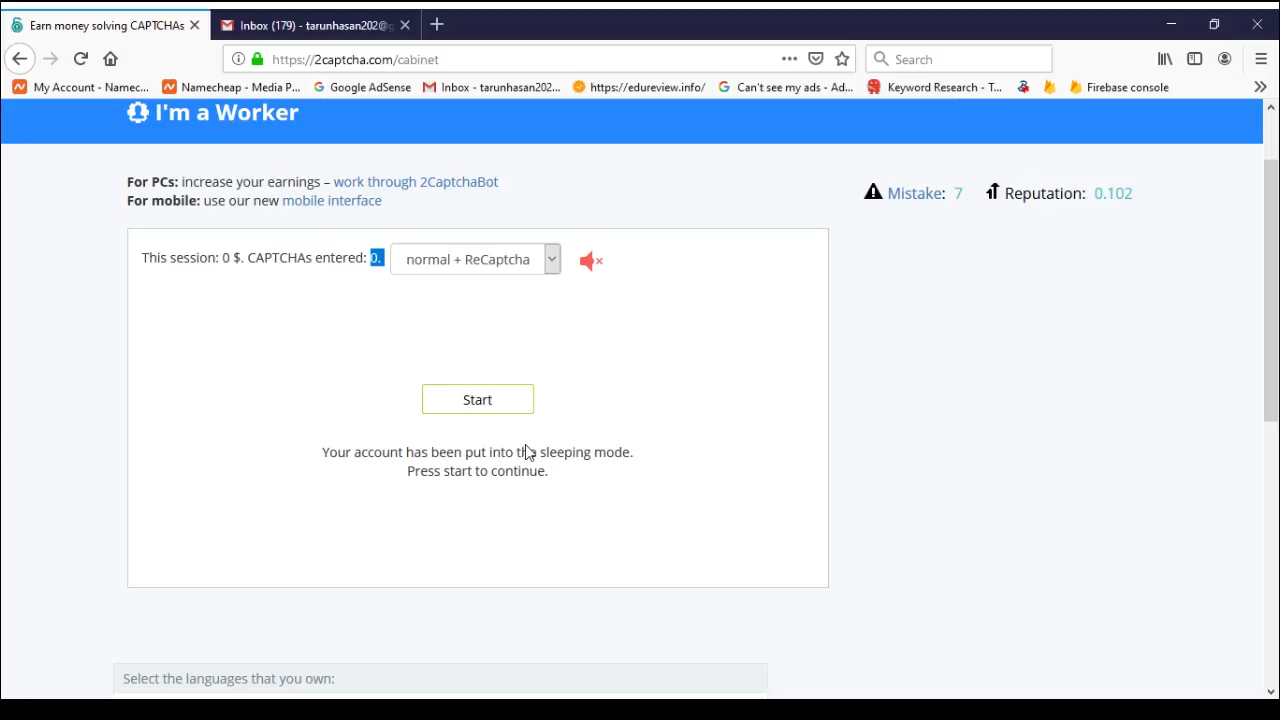 Earn money solving CAPTCHAs
Inbox (179) - tarunhasan202@g
https://2captcha.com/cabinet
Search
My Account - Namec...
Namecheap - Media P...
Google AdSense
Inbox - tarunhasan202...
https://edureview.info/
Can't see my ads - Ad...
Keyword Research - T...
Firebase console
I'm a Worker
For PCs: increase your earnings – work through 2CaptchaBot
For mobile: use our new mobile interface
Mistake: 7
Reputation: 0.102
This session: 0 $. CAPTCHAs entered: 0.
normal + ReCaptcha
Start
Your account has been put into the sleeping mode.
Press start to continue.
Select the languages that you own: